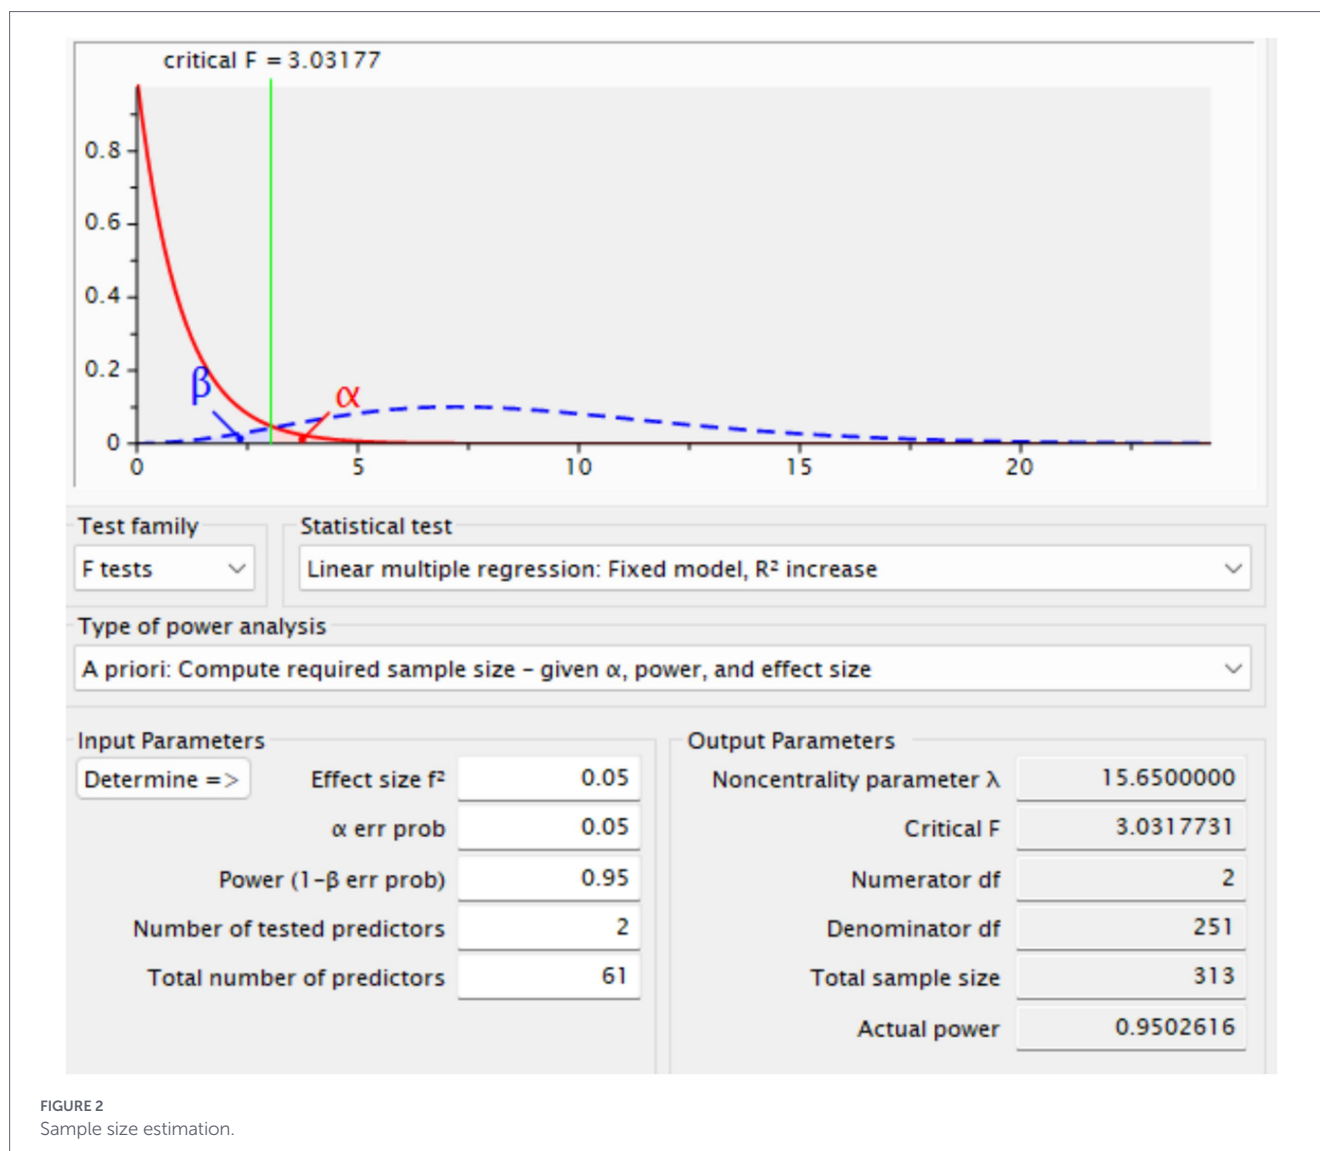 critical F = 3.03177
0.8
0.6
0.4
0.2
0
β
α
0 5 10 15 20
Test family
Statistical test
F tests
Linear multiple regression: Fixed model, R² increase
Type of power analysis
A priori: Compute required sample size – given α, power, and effect size
Input Parameters
Output Parameters
Determine =>
Effect size f² 0.05
Noncentrality parameter λ 15.6500000
α err prob 0.05
Critical F 3.0317731
Power (1–β err prob) 0.95
Numerator df 2
Number of tested predictors 2
Denominator df 251
Total number of predictors 61
Total sample size 313
Actual power 0.9502616
FIGURE 2
Sample size estimation.